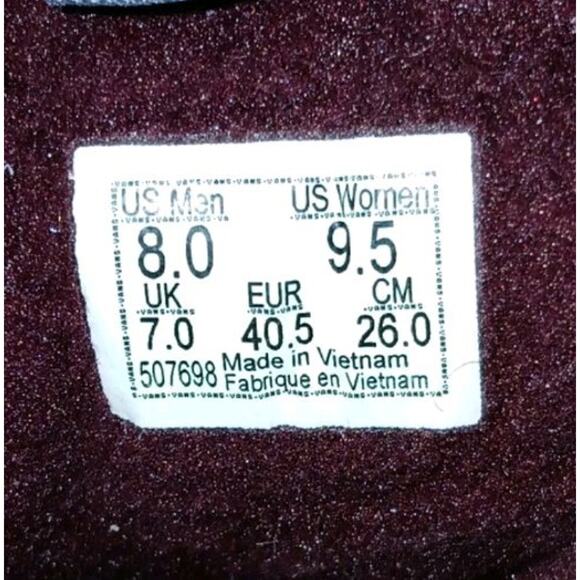 US Men US Women
8.0 9.5
UK EUR CM
7.0 40.5 26.0
507698 Made in Vietnam
Fabrique en Vietnam